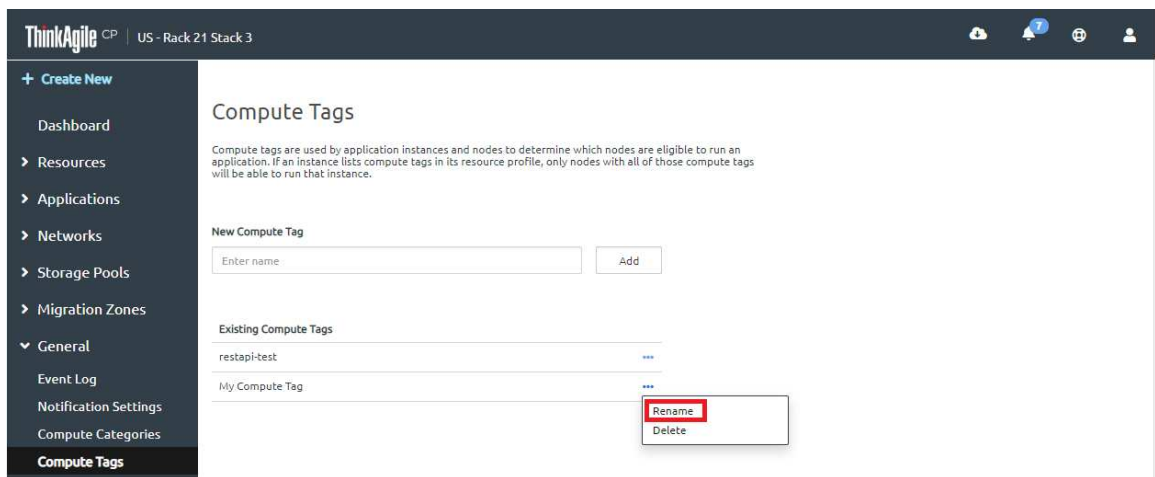 ThinkAgile CP | US - Rack 21 Stack 3
7
+ Create New
Dashboard
Resources
Applications
Networks
Storage Pools
Migration Zones
General
Event Log
Notification Settings
Compute Categories
Compute Tags
Compute Tags
Compute tags are used by application instances and nodes to determine which nodes are eligible to run an
application. If an instance lists compute tags in its resource profile, only nodes with all of those compute tags
will be able to run that instance.
New Compute Tag
Enter name
Add
Existing Compute Tags
restapi-test
My Compute Tag
Rename
Delete